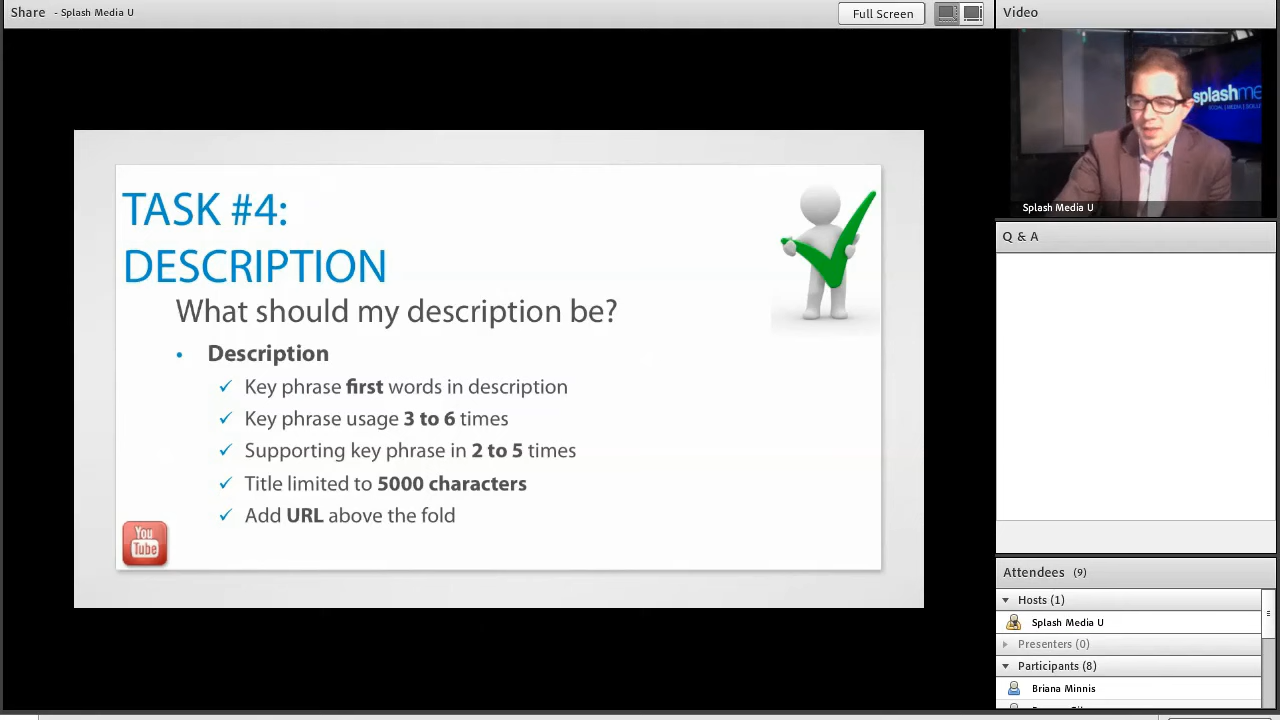 Share - Splash Media U
Full Screen
Video
TASK #4:
DESCRIPTION
What should my description be?
• Description
✓ Key phrase first words in description
✓ Key phrase usage 3 to 6 times
✓ Supporting key phrase in 2 to 5 times
✓ Title limited to 5000 characters
✓ Add URL above the fold
You
Tube
splashme
Splash Media U
Q & A
Attendees (9)
Hosts (1)
Splash Media U
Presenters (0)
Participants (8)
Briana Minnis